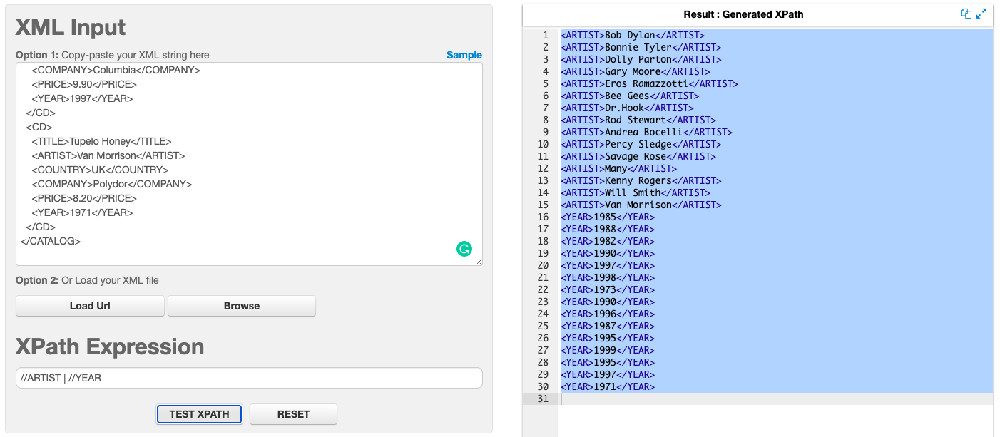 XML Input
Option 1: Copy-paste your XML string here
Sample
<COMPANY>Columbia</COMPANY>
<PRICE>9.90</PRICE>
<YEAR>1997</YEAR>
</CD>
<CD>
<TITLE>Tupelo Honey</TITLE>
<ARTIST>Van Morrison</ARTIST>
<COUNTRY>UK</COUNTRY>
<COMPANY>Polydor</COMPANY>
<PRICE>8.20</PRICE>
<YEAR>1971</YEAR>
</CD>
</CATALOG>
Option 2: Or Load your XML file
Load Url
Browse
XPath Expression
//ARTIST | //YEAR
TEST XPATH
RESET
Result : Generated XPath
1 <ARTIST>Bob Dylan</ARTIST>
2 <ARTIST>Bonnie Tyler</ARTIST>
3 <ARTIST>Dolly Parton</ARTIST>
4 <ARTIST>Gary Moore</ARTIST>
5 <ARTIST>Eros Ramazzotti</ARTIST>
6 <ARTIST>Bee Gees</ARTIST>
7 <ARTIST>Dr.Hook</ARTIST>
8 <ARTIST>Rod Stewart</ARTIST>
9 <ARTIST>Andrea Bocelli</ARTIST>
10 <ARTIST>Percy Sledge</ARTIST>
11 <ARTIST>Savage Rose</ARTIST>
12 <ARTIST>Many</ARTIST>
13 <ARTIST>Kenny Rogers</ARTIST>
14 <ARTIST>Will Smith</ARTIST>
15 <ARTIST>Van Morrison</ARTIST>
16 <YEAR>1985</YEAR>
17 <YEAR>1988</YEAR>
18 <YEAR>1982</YEAR>
19 <YEAR>1990</YEAR>
20 <YEAR>1997</YEAR>
21 <YEAR>1998</YEAR>
22 <YEAR>1973</YEAR>
23 <YEAR>1990</YEAR>
24 <YEAR>1996</YEAR>
25 <YEAR>1987</YEAR>
26 <YEAR>1995</YEAR>
27 <YEAR>1999</YEAR>
28 <YEAR>1995</YEAR>
29 <YEAR>1997</YEAR>
30 <YEAR>1971</YEAR>
31